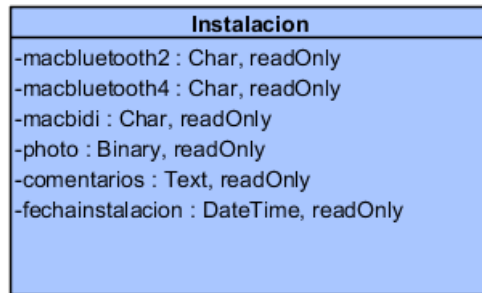 Instalacion
-macbluetooth2 : Char, readOnly
-macbluetooth4 : Char, readOnly
-macbidi : Char, readOnly
-photo : Binary, readOnly
-comentarios : Text, readOnly
-fechainstalacion : DateTime, readOnly